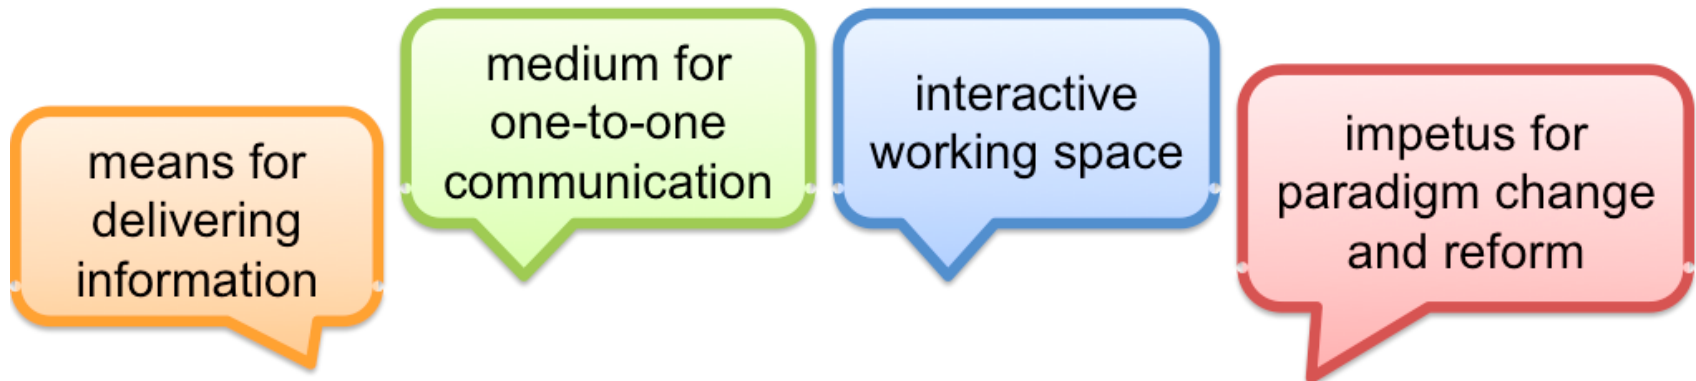 means for
delivering
information
medium for
one-to-one
communication
interactive
working space
impetus for
paradigm change
and reform